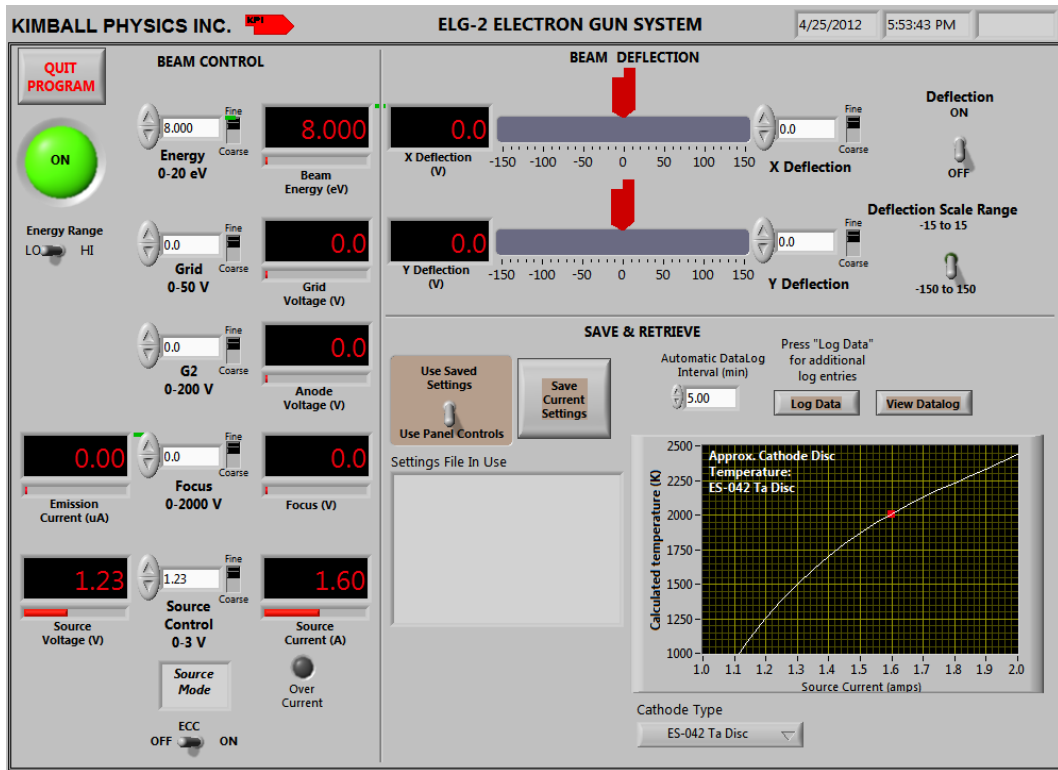 KIMBALL PHYSICS INC.
KPI
ELG-2 ELECTRON GUN SYSTEM
4/25/2012
5:53:43 PM
QUIT
PROGRAM
BEAM CONTROL
ON
Energy Range
LO
HI
8.000
Fine
Coarse
Energy
0-20 eV
8.000
Beam
Energy (eV)
0.0
Fine
Coarse
Grid
0-50 V
0.0
Grid
Voltage (V)
0.0
Fine
Coarse
G2
0-200 V
0.0
Anode
Voltage (V)
0.00
Emission
Current (uA)
0.0
Fine
Coarse
Focus
0-2000 V
0.0
Focus (V)
1.23
Source
Voltage (V)
1.23
Fine
Coarse
Source
Control
0-3 V
1.60
Source
Current (A)
Source
Mode
Over
Current
ECC
OFF
ON
BEAM DEFLECTION
0.0
X Deflection
(V)
-150 -100 -50 0 50 100 150
0.0
Fine
Coarse
X Deflection
Deflection
ON
OFF
0.0
Y Deflection
(V)
-150 -100 -50 0 50 100 150
0.0
Fine
Coarse
Y Deflection
Deflection Scale Range
-15 to 15
-150 to 150
SAVE & RETRIEVE
Use Saved
Settings
Use Panel Controls
Save
Current
Settings
Automatic DataLog
Interval (min)
5.00
Press "Log Data"
for additional
log entries
Log Data
View Datalog
Settings File In Use
Approx. Cathode Disc
Temperature:
ES-042 Ta Disc
Calculated temperature (K)
2500
2250
2000
1750
1500
1250
1000
1.0 1.1 1.2 1.3 1.4 1.5 1.6 1.7 1.8 1.9 2.0
Source Current (amps)
Cathode Type
ES-042 Ta Disc